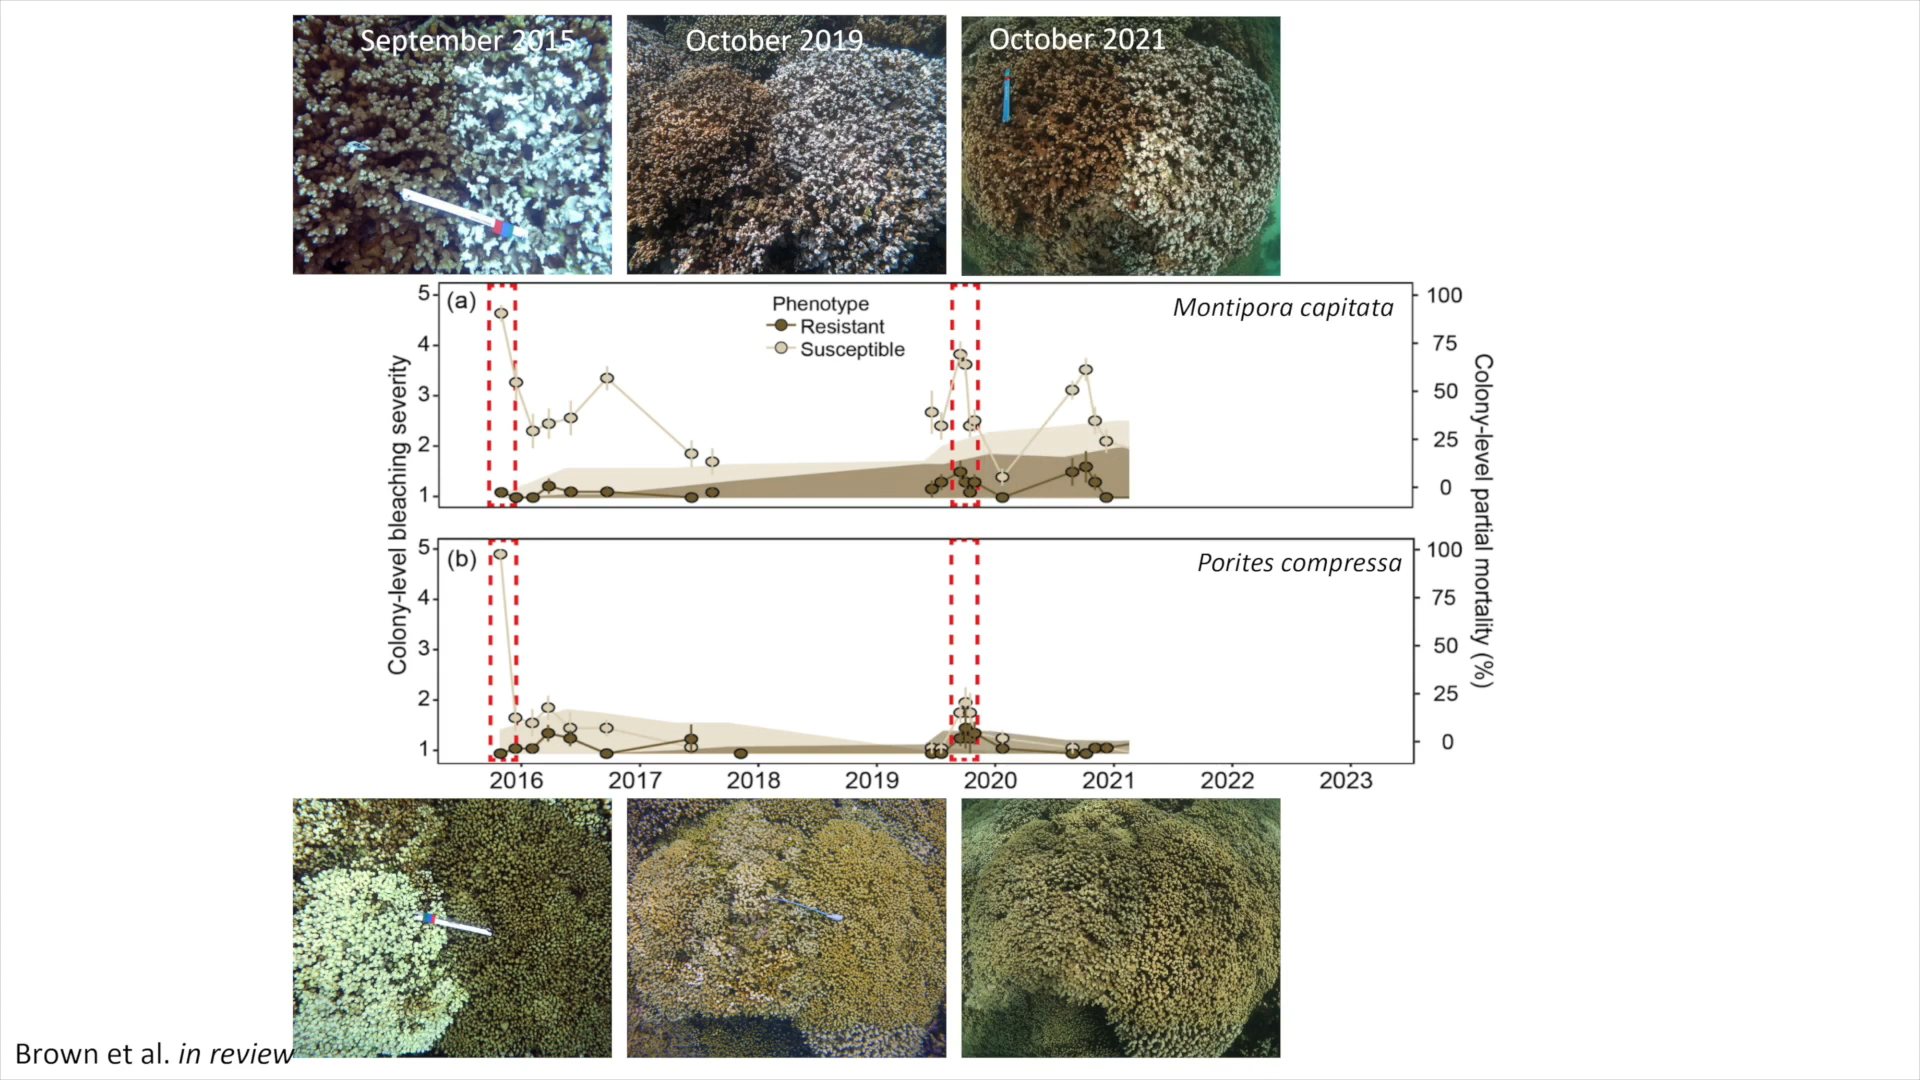 September 2015
October 2019
October 2021
Colony-level bleaching severity
Colony-level partial mortality (%)
(a)
Montipora capitata
Phenotype
Resistant
Susceptible
5
4
3
2
1
100
75
50
25
0
(b)
Porites compressa
5
4
3
2
1
100
75
50
25
0
2016 2017 2018 2019 2020 2021 2022 2023
Brown et al. in review